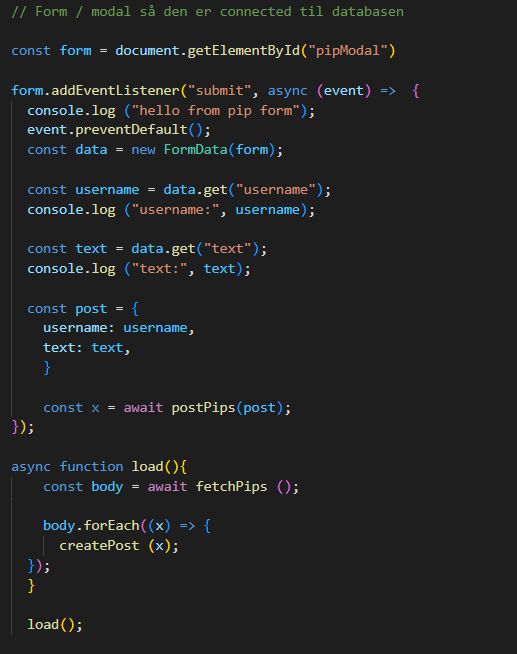 // Form / modal så den er connected til databasen
const form = document.getElementById("pipModal")
form.addEventListener("submit", async (event) => {
console.log ("hello from pip form");
event.preventDefault();
const data = new FormData(form);
const username = data.get("username");
console.log ("username:", username);
const text = data.get("text");
console.log ("text:", text);
const post = {
username: username,
text: text,
}
const x = await postPips(post);
});
async function load(){
const body = await fetchPips ();
body.forEach((x) => {
createPost (x);
});
}
load();